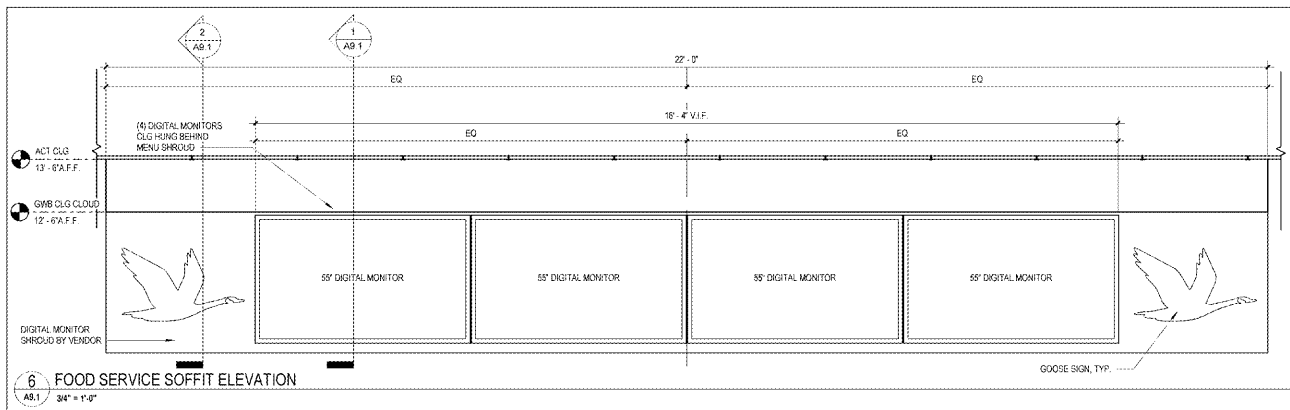 2
A9.1
1
A9.1
22' - 0"
EQ
EQ
(4) DIGITAL MONITORS
CLG HUNG BEHIND
MENU SHROUD
16' - 4" V.I.F.
EQ
EQ
ACT CLG
13' - 6"A.F.F.
GWB CLG CLOUD
12' - 6"A.F.F.
55" DIGITAL MONITOR
55" DIGITAL MONITOR
55" DIGITAL MONITOR
55" DIGITAL MONITOR
DIGITAL MONITOR
SHROUD BY VENDOR
GOOSE SIGN, TYP.
6
A9.1
FOOD SERVICE SOFFIT ELEVATION
3/4" = 1'-0"